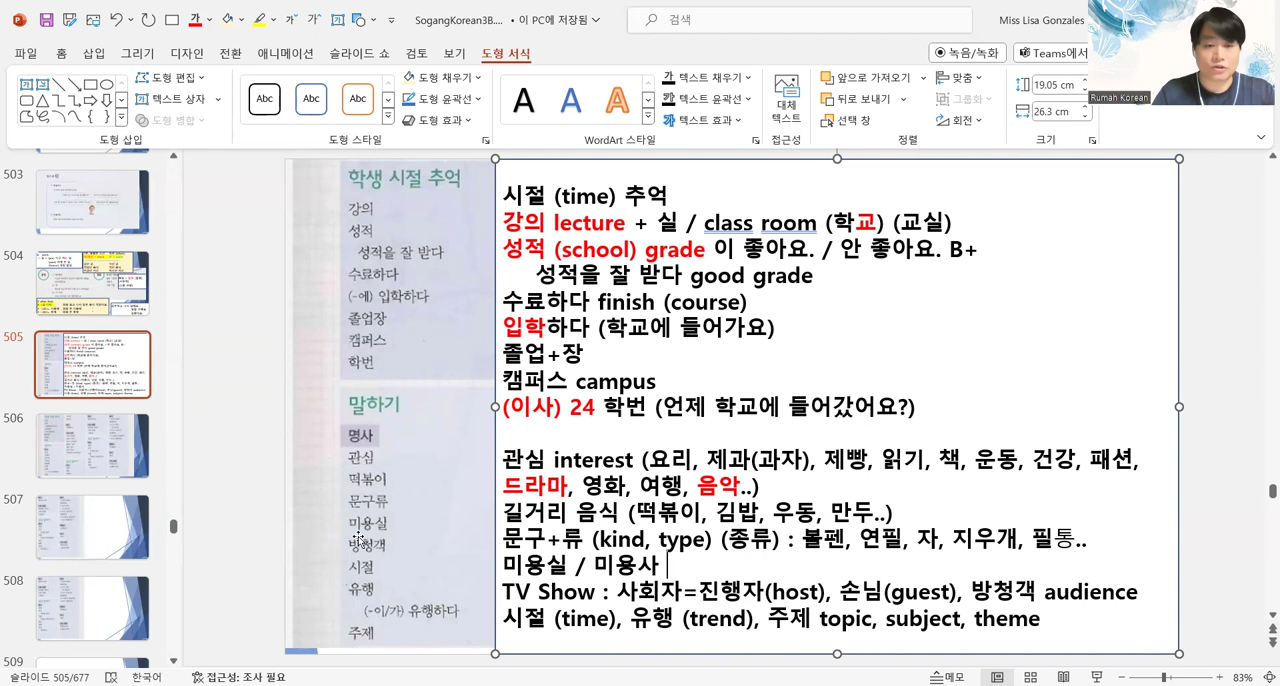 SogangKorean3B.... • 이 PC에 저장됨
검색
Miss Lisa Gonzales
파일 홈 삽입 그리기 디자인 전환 애니메이션 슬라이드 쇼 검토 보기 도형 서식
녹음/녹화
Teams에서
Rumah Korean
도형 편집
텍스트 상자
도형 병합
도형 삽입
Abc Abc Abc
도형 채우기
도형 윤곽선
도형 효과
도형 스타일
A A A
텍스트 채우기
텍스트 윤곽선
텍스트 효과
WordArt 스타일
대체
텍스트
접근성
앞으로 가져오기
뒤로 보내기
선택 창
맞춤
그룹화
회전
정렬
19.05 cm
26.3 cm
크기
503
504
505
506
507
508
509
학생 시절 추억
강의
성적
성적을 잘 받다
수료하다
(-에) 입학하다
졸업장
캠퍼스
학번
말하기
명사
관심
떡볶이
문구류
미용실
방청객
시절
유행
(-이/가) 유행하다
주제
시절 (time) 추억
강의 lecture + 실 / class room (학교) (교실)
성적 (school) grade 이 좋아요. / 안 좋아요. B+
성적을 잘 받다 good grade
수료하다 finish (course)
입학하다 (학교에 들어가요)
졸업+장
캠퍼스 campus
(이사) 24 학번 (언제 학교에 들어갔어요?)
관심 interest (요리, 제과(과자), 제빵, 읽기, 책, 운동, 건강, 패션,
드라마, 영화, 여행, 음악..)
길거리 음식 (떡볶이, 김밥, 우동, 만두..)
문구+류 (kind, type) (종류) : 볼펜, 연필, 자, 지우개, 필통..
미용실 / 미용사
TV Show : 사회자=진행자(host), 손님(guest), 방청객 audience
시절 (time), 유행 (trend), 주제 topic, subject, theme
슬라이드 505/677
한국어
접근성: 조사 필요
메모
83%